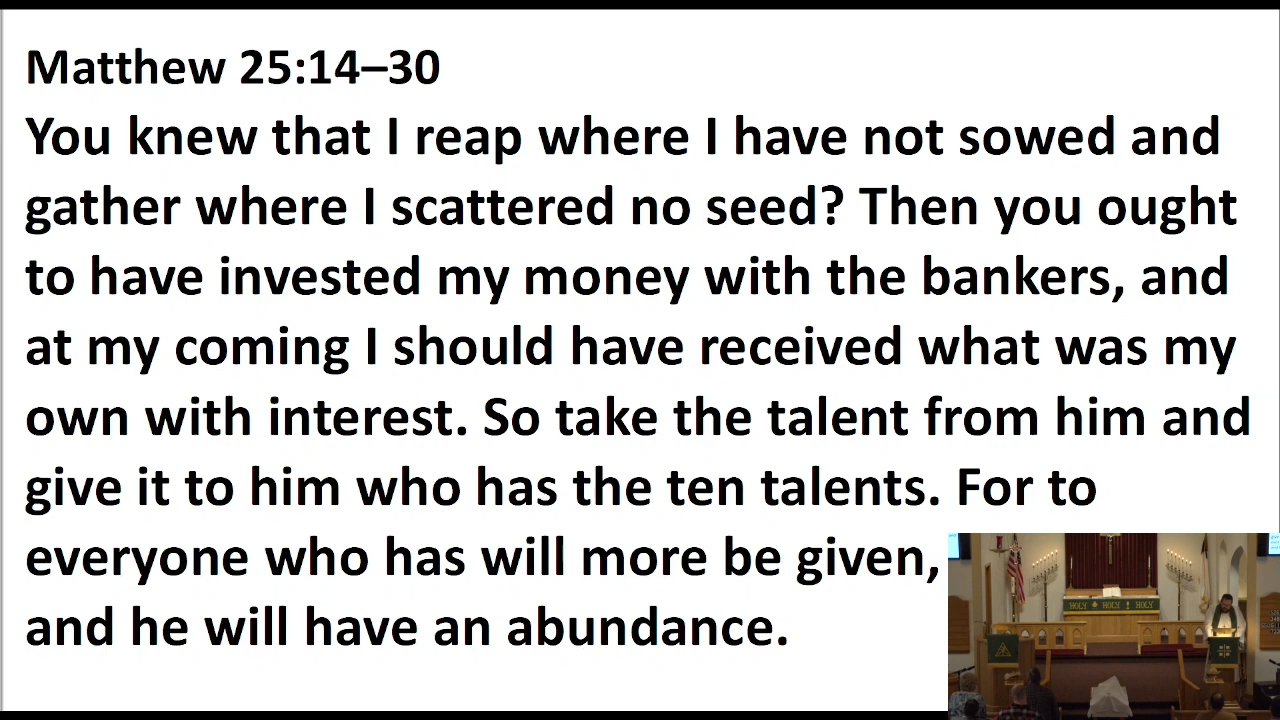 Matthew 25:14–30
You knew that I reap where I have not sowed and
gather where I scattered no seed? Then you ought
to have invested my money with the bankers, and
at my coming I should have received what was my
own with interest. So take the talent from him and
give it to him who has the ten talents. For to
everyone who has will more be given,
and he will have an abundance.
HOLY HOLY HOLY